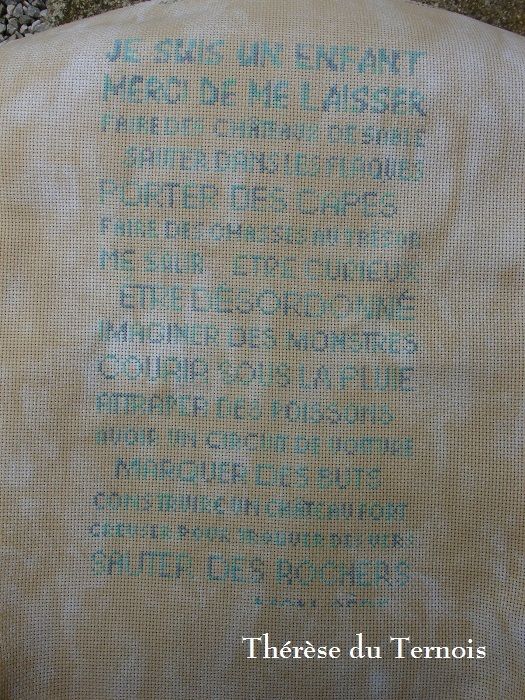 JE SUIS UN ENFANT
MERCI DE ME LAISSER
FAIRE DES CHÂTEAUX DE SABLE
SAUTER DANS LES FLAQUES
PORTER DES CAPES
FAIRE DES CHASSES AU TRÉSOR
ME SALIR ETRE CURIEUX
ETRE DÉSORDONNÉ
IMAGINER DES MONSTRES
COURIR SOUS LA PLUIE
ATTRAPER DES POISSONS
AVOIR UN CIRCUIT DE VOITURE
MARQUER DES BUTS
CONSTRUIRE UN CHATEAU FORT
CREUSER POUR TROUVER DES VERS
SAUTER DES ROCHERS
Thérèse du Ternois